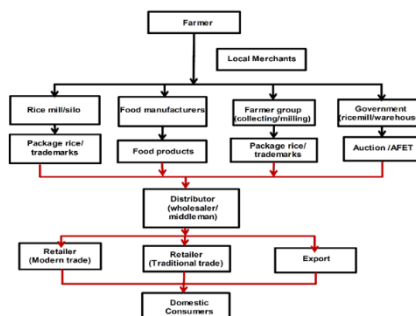 Farmer
Local Merchants
Rice mill/silo
Food manufacturers
Farmer group
(collecting/milling)
Government
(ricemill/warehouse
Package rice/
trademarks
Food products
Package rice/
trademarks
Auction /AFET
Distributor
(wholesaler/
middleman)
Retailer
(Modern trade)
Retailer
(Traditional trade)
Export
Domestic
Consumers